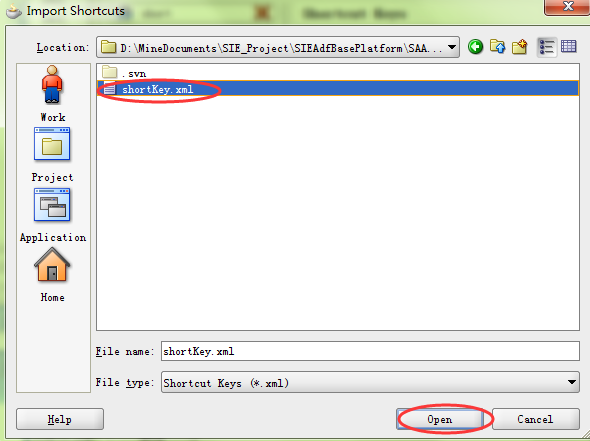 Import Shortcuts
Location: D:\MineDocuments\SIE_Project\SIEAdfBasePlatform\SAA...
.svn
shortKey.xml
Work
Project
Application
Home
File name: shortKey.xml
File type: Shortcut Keys (*.xml)
Help
Open
Cancel